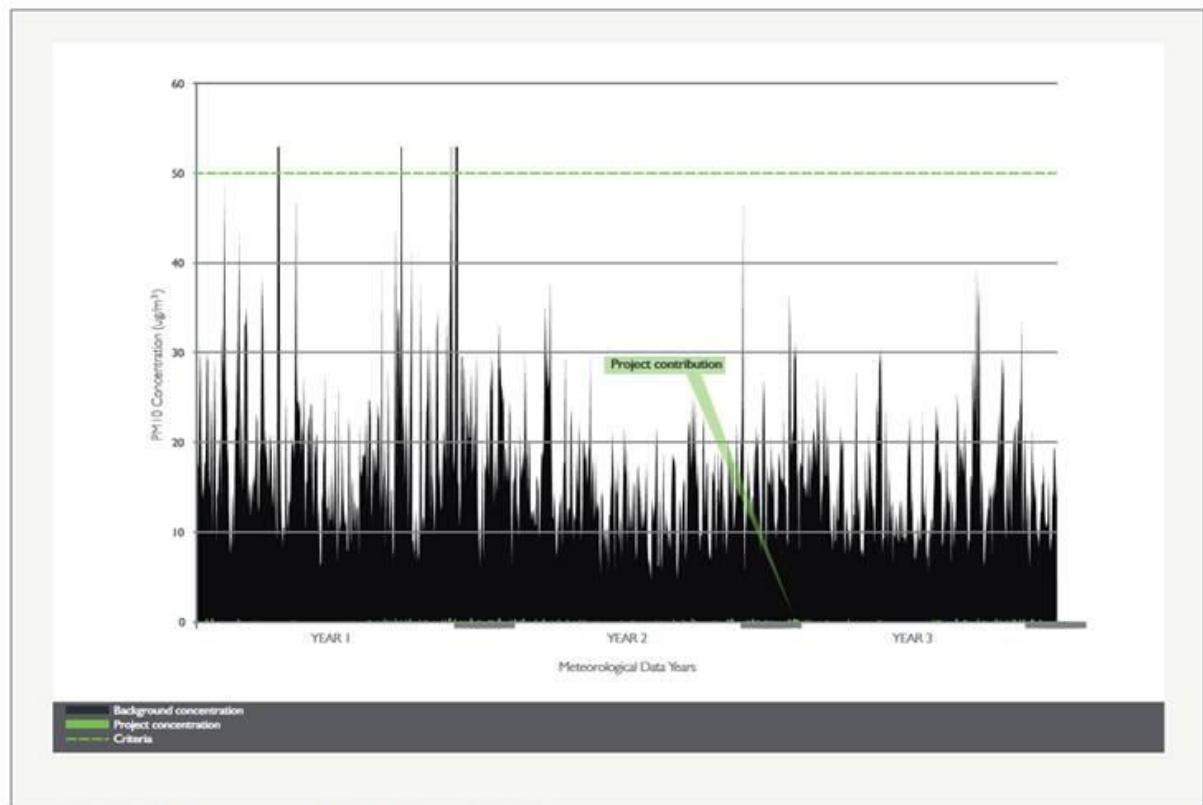 60
50
40
30
20
10
0
PM10 Concentration (ug/m³)
Project contribution
YEAR 1
YEAR 2
YEAR 3
Meteorological Data Years
Background concentration
Project concentration
Criteria